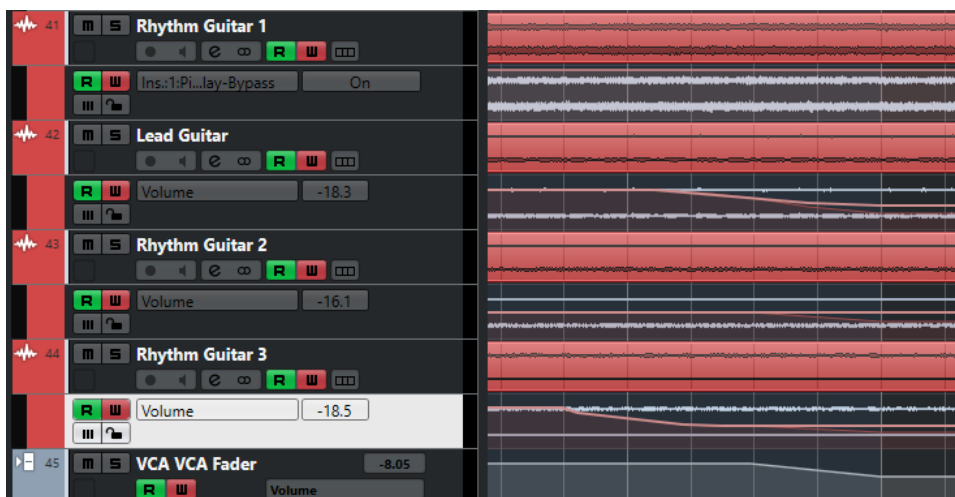 41 m S Rhythm Guitar 1
e R W
R W Ins.:1:Pi...lay-Bypass On
42 m S Lead Guitar
e R W
R W Volume -18.3
43 m S Rhythm Guitar 2
e R W
R W Volume -16.1
44 m S Rhythm Guitar 3
e R W
R W Volume -18.5
45 m S VCA VCA Fader -8.05
R W Volume